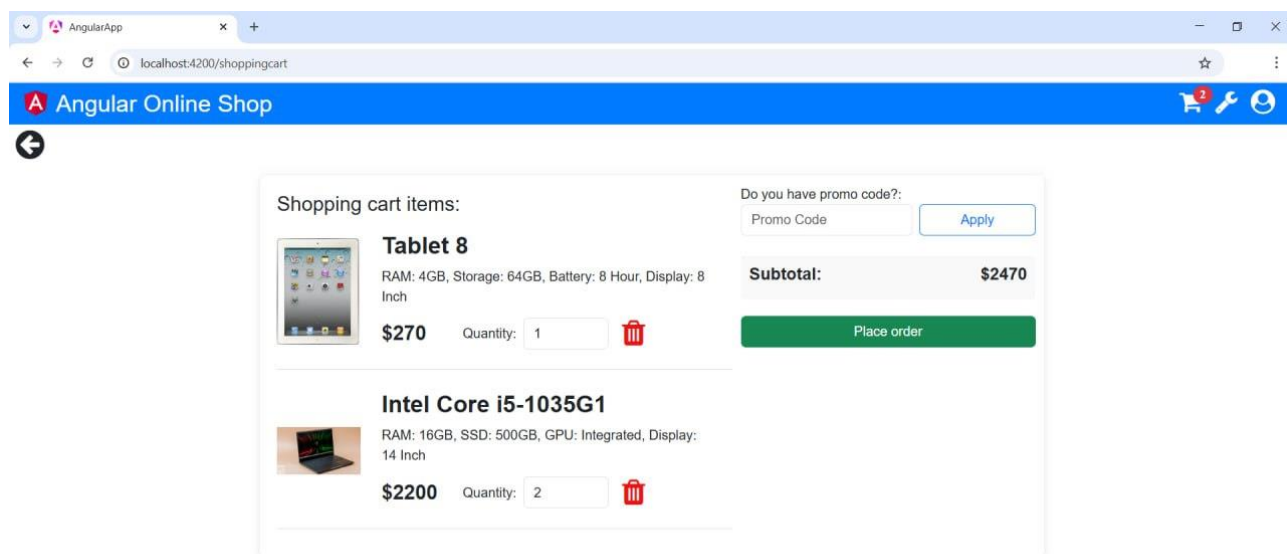 AngularApp
localhost:4200/shoppingcart
Angular Online Shop
2
Shopping cart items:
Tablet 8
RAM: 4GB, Storage: 64GB, Battery: 8 Hour, Display: 8
Inch
$270 Quantity: 1
Intel Core i5-1035G1
RAM: 16GB, SSD: 500GB, GPU: Integrated, Display:
14 Inch
$2200 Quantity: 2
Do you have promo code?:
Promo Code Apply
Subtotal: $2470
Place order